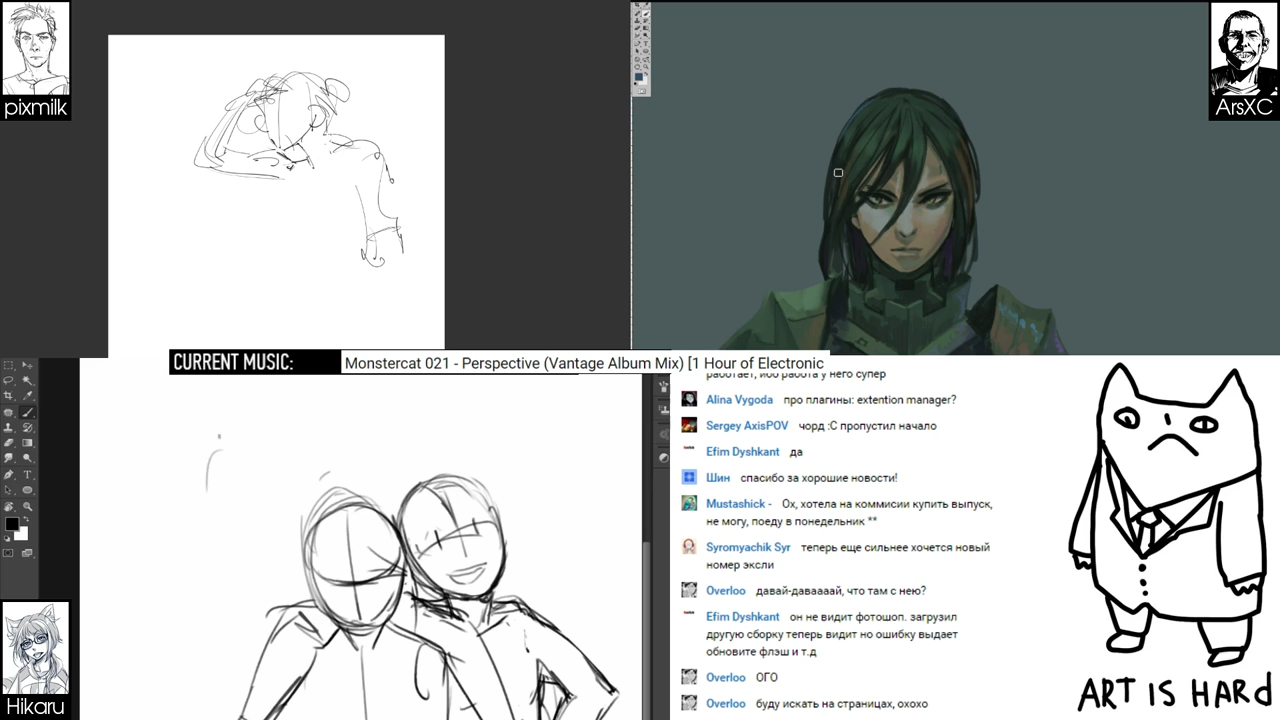 pixmilk
ArsXC
CURRENT MUSIC:
Monstercat 021 - Perspective (Vantage Album Mix) [1 Hour of Electronic
работает, ибо работа у него супер
Alina Vygoda про плагины: extention manager?
Sergey AxisPOV чорд :С пропустил начало
Efim Dyshkant да
Шин спасибо за хорошие новости!
Mustashick - Ох, хотела на коммисии купить выпуск,
не могу, поеду в понедельник **
Syromyachik Syr теперь еще сильнее хочется новый
номер эксли
Overloo давай-даваааай, что там с нею?
Efim Dyshkant он не видит фотошоп. загрузил
другую сборку теперь видит но ошибку выдает
обновите флэш и т.д
Overloo ОГО
Overloo буду искать на страницах, охохо
Hikaru
ART IS HARd